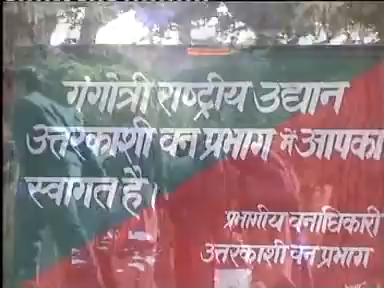 गंगोत्री राष्ट्रीय उद्यान
उत्तरकाशी वन प्रभाग में आपका
स्वागत है।
प्रभागीय वनाधिकारी
उत्तरकाशी वन प्रभाग